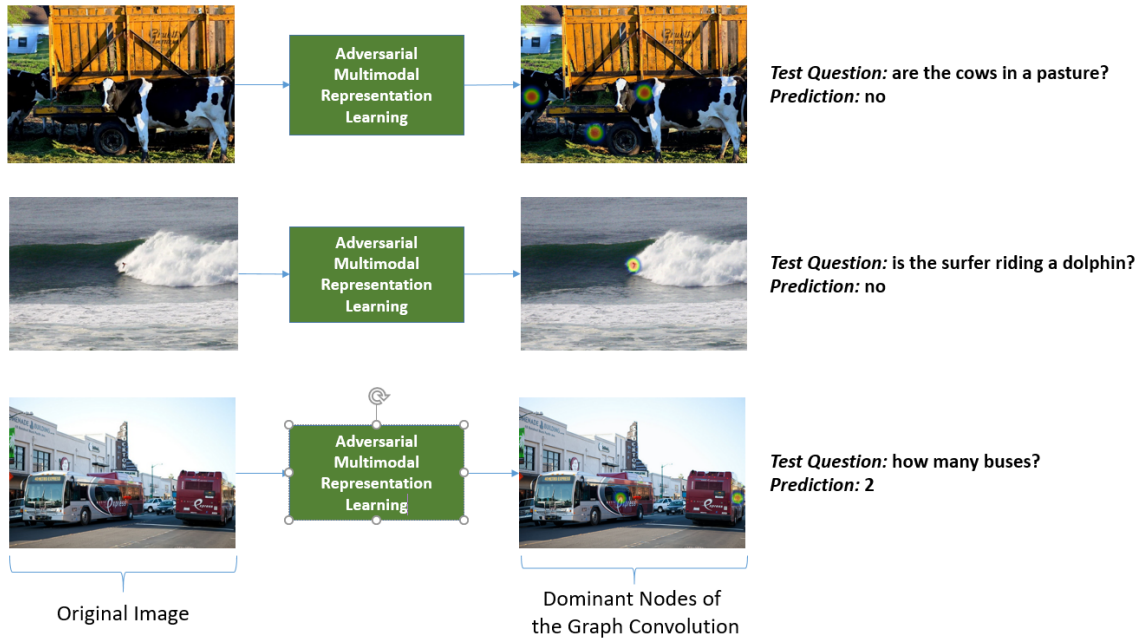 Adversarial
Multimodal
Representation
Learning
Test Question: are the cows in a pasture?
Prediction: no
Adversarial
Multimodal
Representation
Learning
Test Question: is the surfer riding a dolphin?
Prediction: no
Adversarial
Multimodal
Representation
Learning
Test Question: how many buses?
Prediction: 2
Original Image
Dominant Nodes of
the Graph Convolution